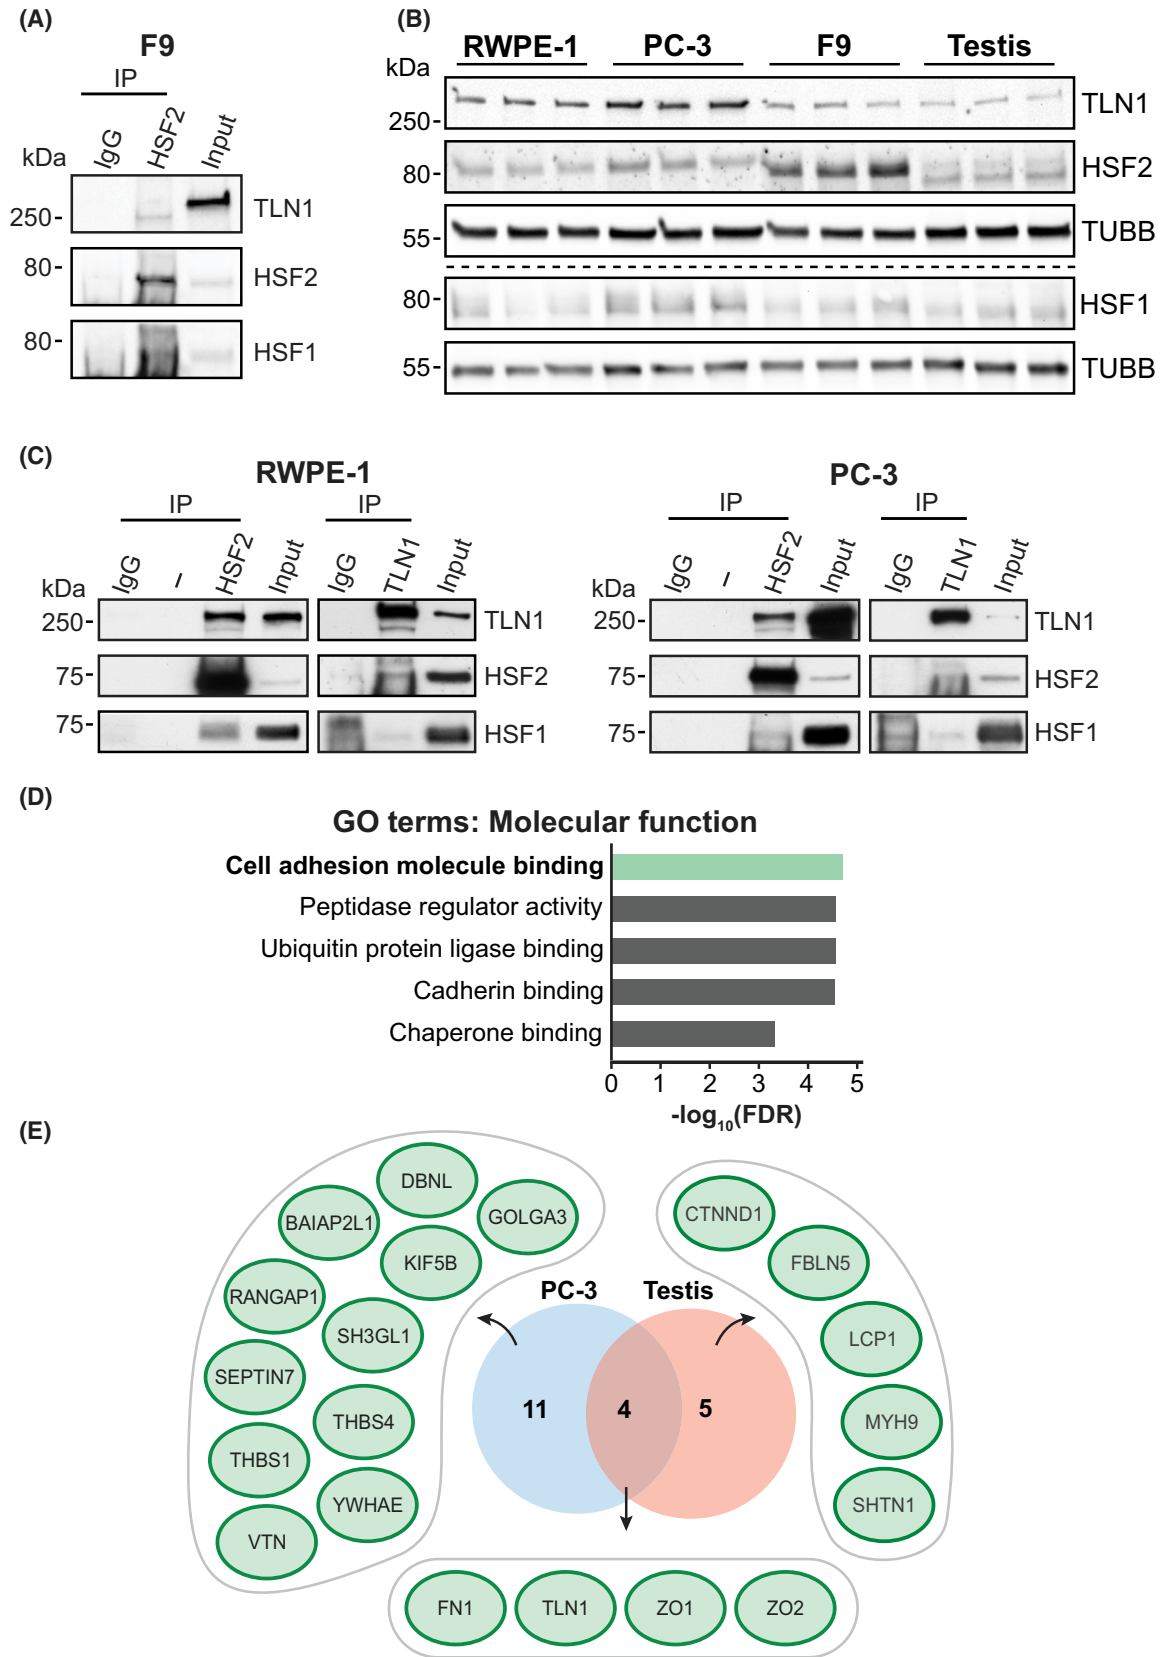 (A)
F9
IP
IgG
HSF2
Input
kDa
250-
TLN1
80-
HSF2
80-
HSF1
(B)
RWPE-1 PC-3 F9 Testis
kDa
250-
TLN1
80-
HSF2
55-
TUBB
80-
HSF1
55-
TUBB
(C)
RWPE-1
IP IP
IgG - HSF2 Input IgG TLN1 Input
kDa
250-
TLN1
75-
HSF2
75-
HSF1
PC-3
IP IP
IgG - HSF2 Input IgG TLN1 Input
kDa
250-
TLN1
75-
HSF2
75-
HSF1
(D)
GO terms: Molecular function
Cell adhesion molecule binding
Peptidase regulator activity
Ubiquitin protein ligase binding
Cadherin binding
Chaperone binding
0 1 2 3 4 5
-log10(FDR)
(E)
DBNL
GOLGA3
BAIAP2L1
KIF5B
RANGAP1
SH3GL1
SEPTIN7
THBS4
THBS1
YWHAE
VTN
PC-3 Testis
11 4 5
CTNND1
FBLN5
LCP1
MYH9
SHTN1
FN1 TLN1 ZO1 ZO2